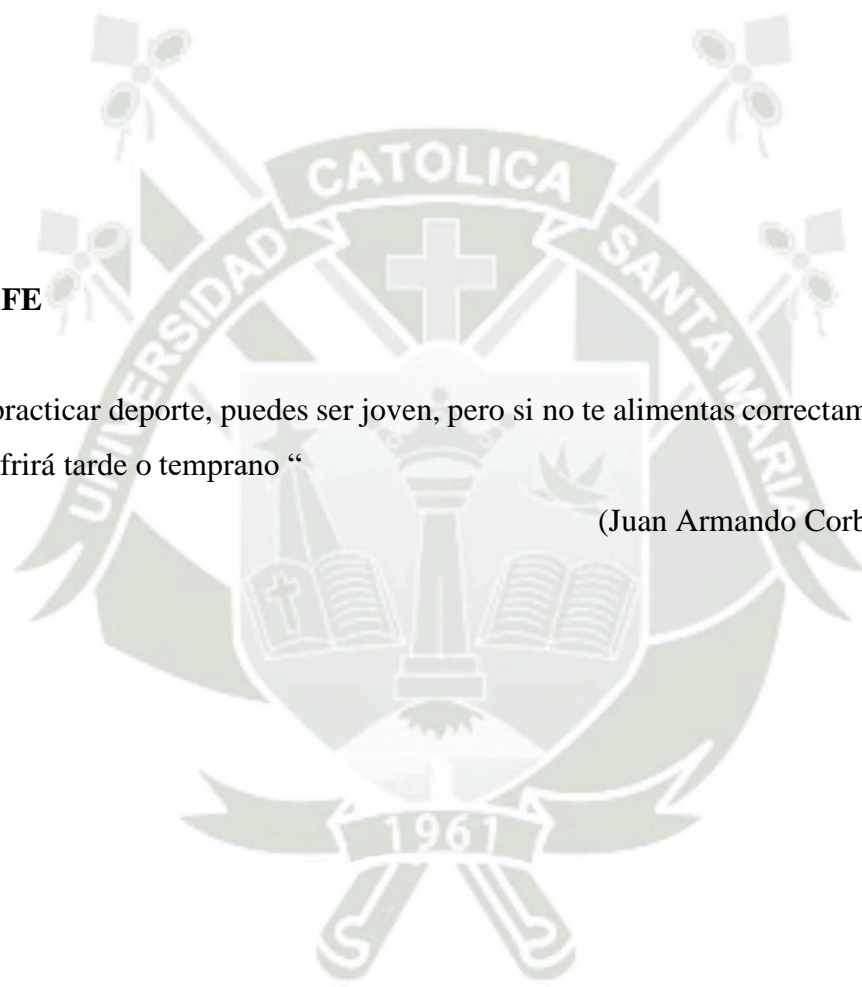 FE
practicar deporte, puedes ser joven, pero si no te alimentas correctam
frirá tarde o temprano “
(Juan Armando Corb
UNIVERSIDAD CATOLICA SANTA MARIA
1961